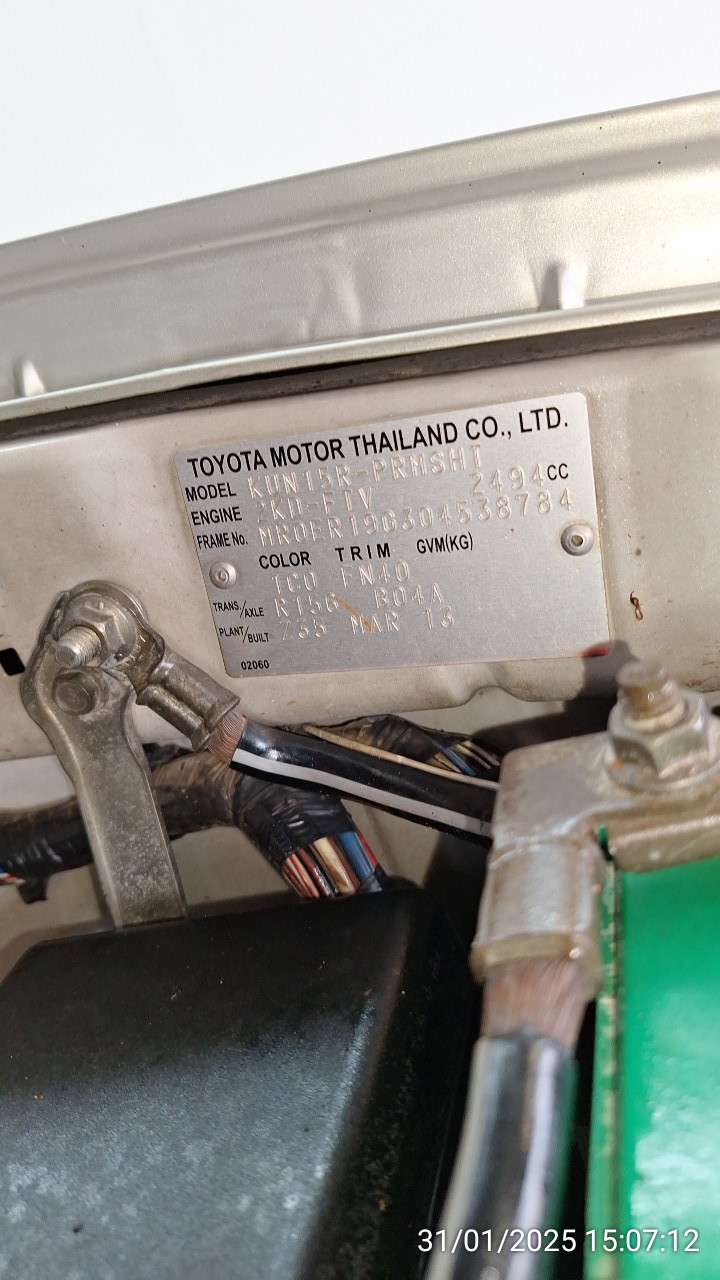 TOYOTA MOTOR THAILAND CO., LTD.
MODEL KUN15R-PRMSHT
ENGINE 2KD-FTV 2494CC
FRAME No. MR0ER19G304538784
COLOR TRIM GVM(KG)
1C0 FN40
TRANS/AXLE R156 B04A
PLANT/BUILT Z35 MAR 13
02060
31/01/2025 15:07:12